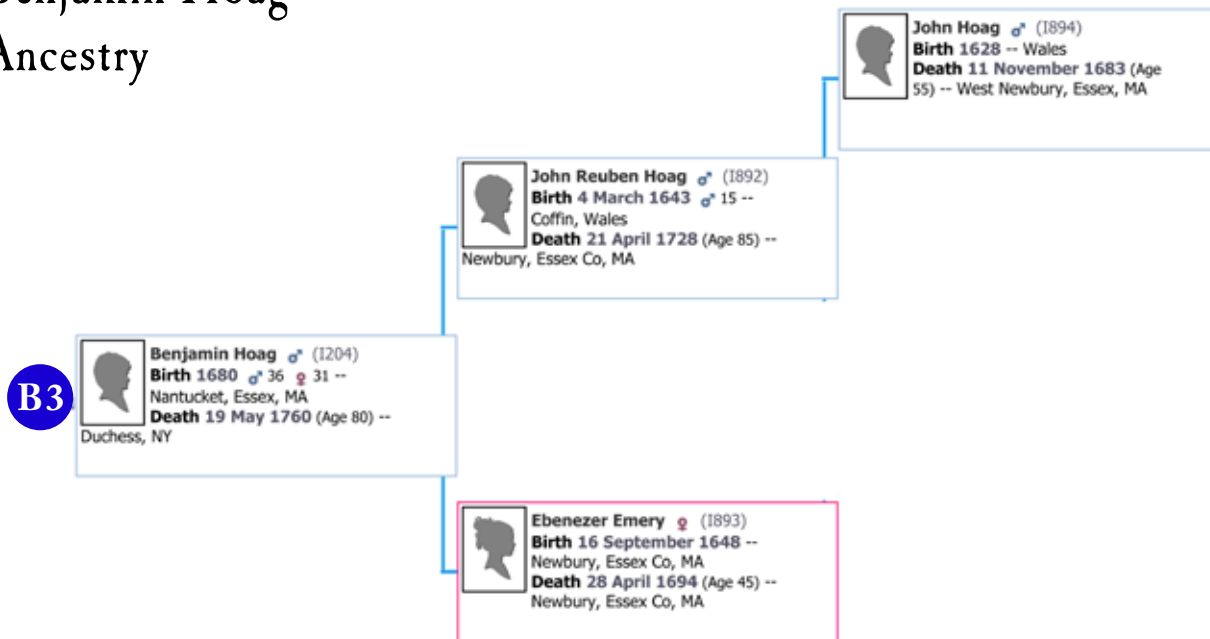 Benjamin Hoag
Ancestry
John Hoag ♂ (I894)
Birth 1628 -- Wales
Death 11 November 1683 (Age
55) -- West Newbury, Essex, MA
John Reuben Hoag ♂ (I892)
Birth 4 March 1643 ♂ 15 --
Coffin, Wales
Death 21 April 1728 (Age 85) --
Newbury, Essex Co, MA
B3
Benjamin Hoag ♂ (I204)
Birth 1680 ♂ 36 ♀ 31 --
Nantucket, Essex, MA
Death 19 May 1760 (Age 80) --
Duchess, NY
Ebenezer Emery ♀ (I893)
Birth 16 September 1648 --
Newbury, Essex Co, MA
Death 28 April 1694 (Age 45) --
Newbury, Essex Co, MA